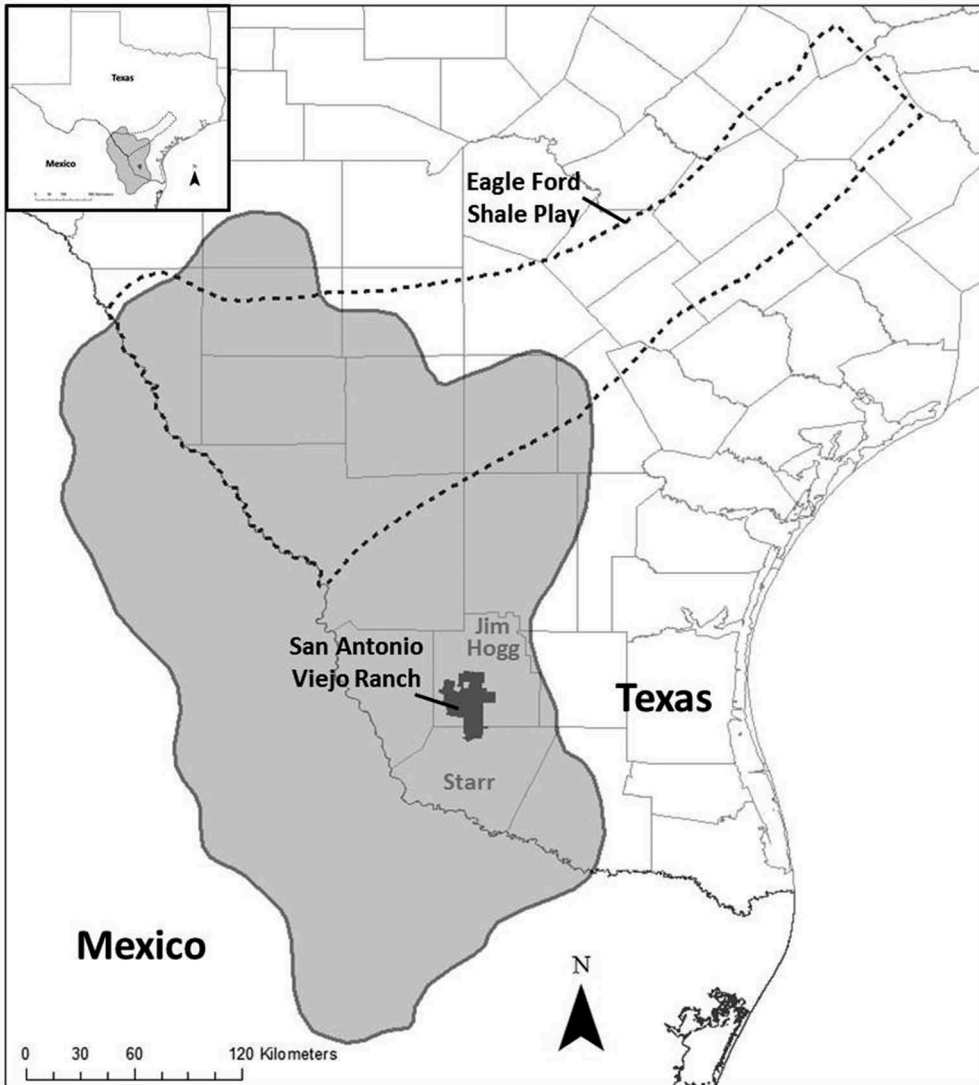 Texas
Mexico
N
Eagle Ford
Shale Play
Jim
Hogg
San Antonio
Viejo Ranch
Texas
Starr
Mexico
N
0 30 60 120 Kilometers